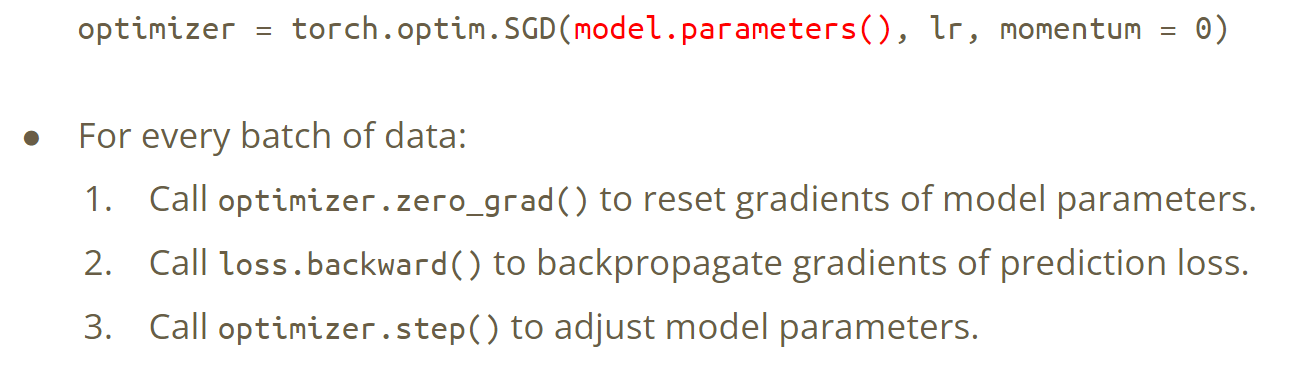 optimizer = torch.optim.SGD(model.parameters(), lr, momentum = 0)
● For every batch of data:
1. Call optimizer.zero_grad() to reset gradients of model parameters.
2. Call loss.backward() to backpropagate gradients of prediction loss.
3. Call optimizer.step() to adjust model parameters.